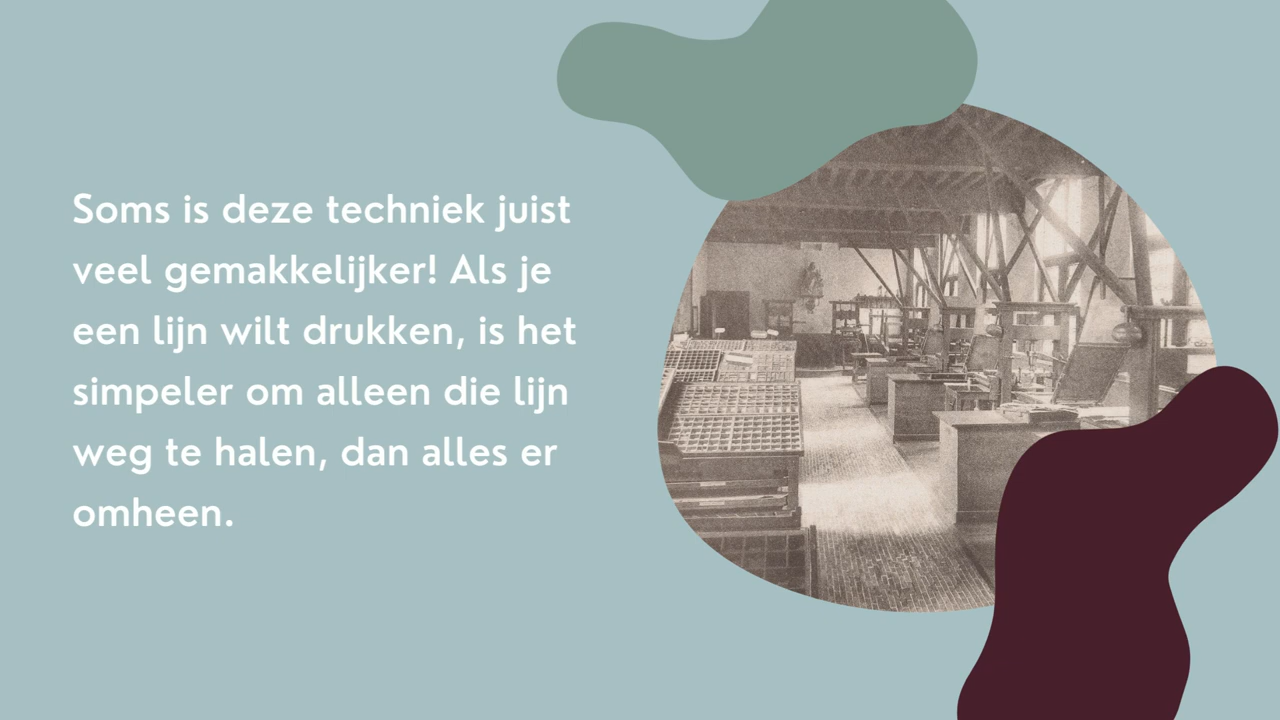 Soms is deze techniek juist
veel gemakkelijker! Als je
een lijn wilt drukken, is het
simpeler om alleen die lijn
weg te halen, dan alles er
omheen.